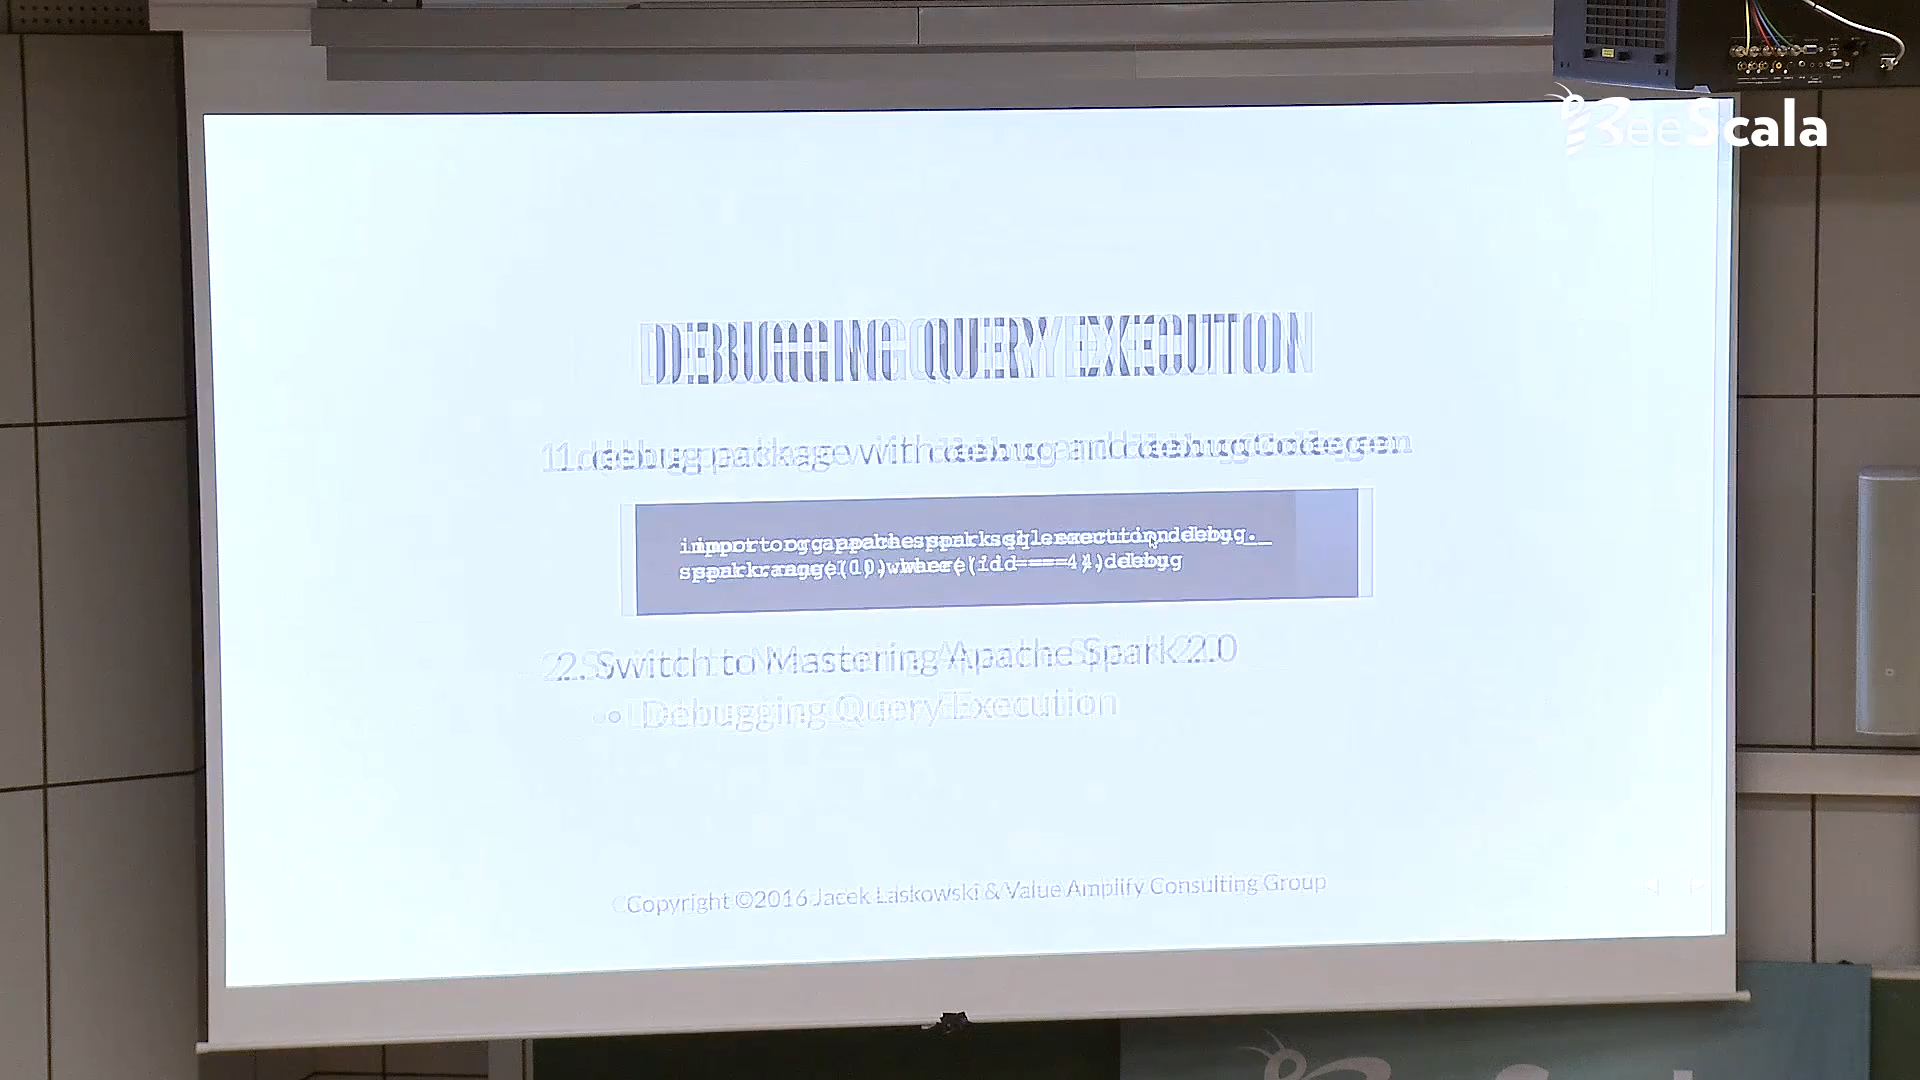 BeeScala
DEBUGGING QUERY EXECUTION
1. debug package with debug and debugCodegen
import org.apache.spark.sql.execution.debug._
spark.range(10).where('id === 4).debug
2. Switch to Mastering Apache Spark 2.0
Debugging Query Execution
Copyright ©2016 Jacek Laskowski & Value Amplify Consulting Group